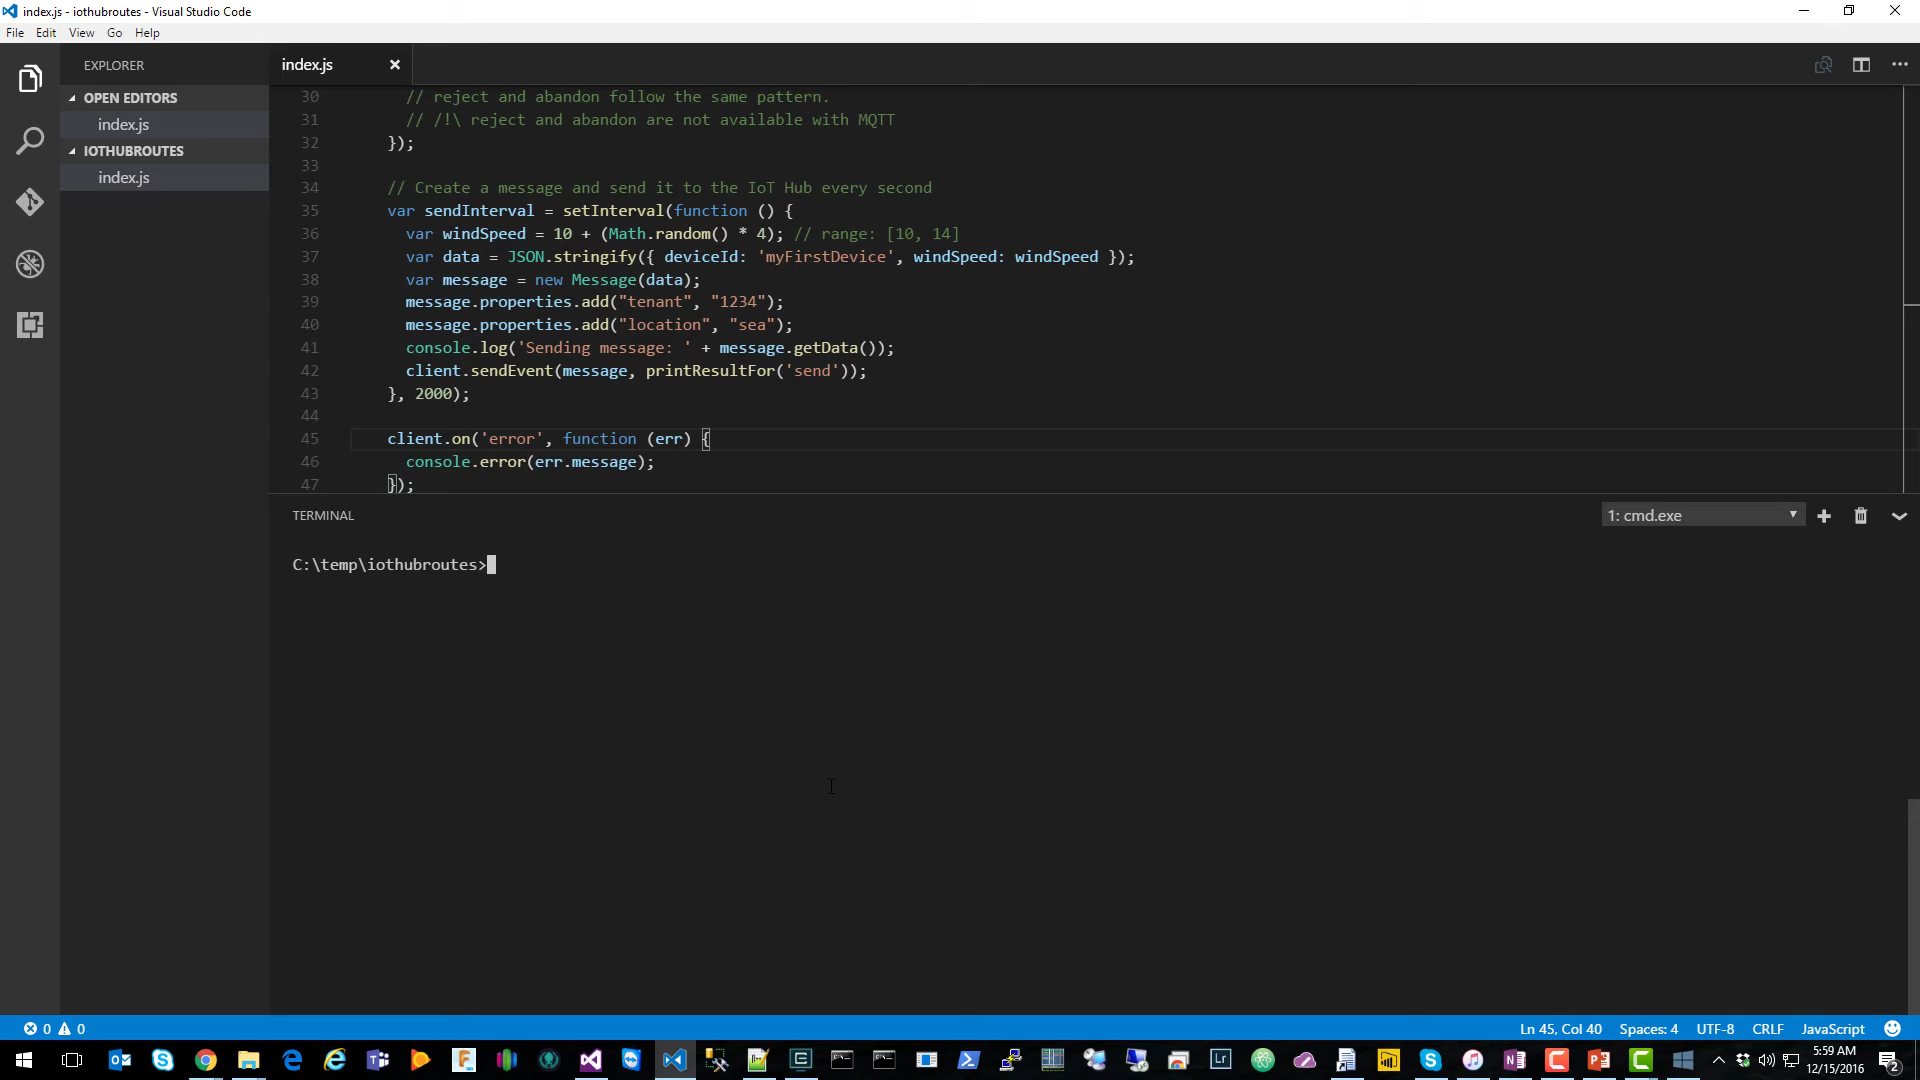 index.js - iothubroutes - Visual Studio Code
File Edit View Go Help
EXPLORER
OPEN EDITORS
index.js
IOTHUBROUTES
index.js
index.js
30 // reject and abandon follow the same pattern.
31 // /!\ reject and abandon are not available with MQTT
32 });
33
34 // Create a message and send it to the IoT Hub every second
35 var sendInterval = setInterval(function () {
36 var windSpeed = 10 + (Math.random() * 4); // range: [10, 14]
37 var data = JSON.stringify({ deviceId: 'myFirstDevice', windSpeed: windSpeed });
38 var message = new Message(data);
39 message.properties.add("tenant", "1234");
40 message.properties.add("location", "sea");
41 console.log('Sending message: ' + message.getData());
42 client.sendEvent(message, printResultFor('send'));
43 }, 2000);
44
45 client.on('error', function (err) {
46 console.error(err.message);
47 });
TERMINAL
1: cmd.exe
C:\temp\iothubroutes>
0 0
Ln 45, Col 40 Spaces: 4 UTF-8 CRLF JavaScript
5:59 AM
12/15/2016
2